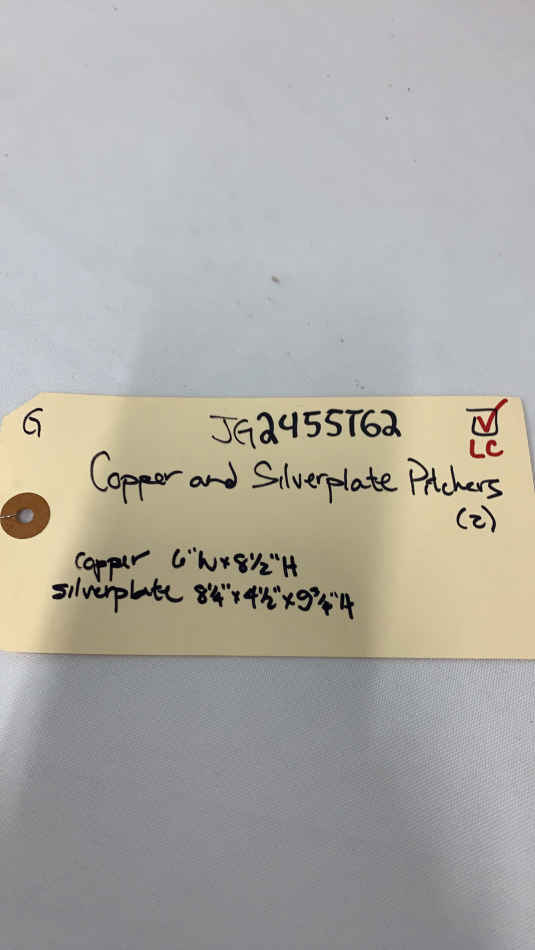 G JG2455T62
LC
Copper and Silverplate Pitchers
(2)
copper 6"W x 8½"H
silverplate 8¼" x 4½" x 9¾"H